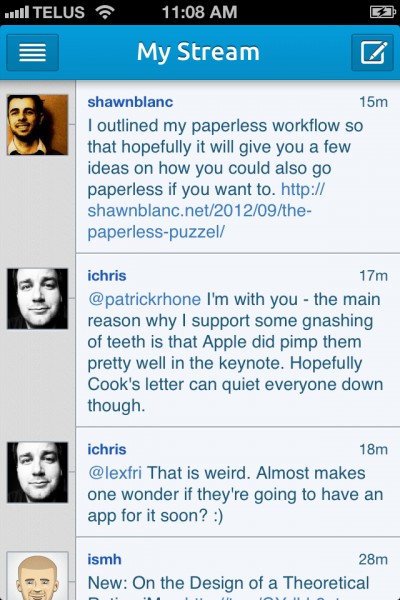 TELUS 11:08 AM
My Stream
shawnblanc 15m
I outlined my paperless workflow so
that hopefully it will give you a few
ideas on how you could also go
paperless if you want to. http://
shawnblanc.net/2012/09/the-
paperless-puzzel/
ichris 17m
@patrickrhone I'm with you - the main
reason why I support some gnashing
of teeth is that Apple did pimp them
pretty well in the keynote. Hopefully
Cook's letter can quiet everyone down
though.
ichris 18m
@lexfri That is weird. Almost makes
one wonder if they're going to have an
app for it soon? :)
ismh 28m
New: On the Design of a Theoretical